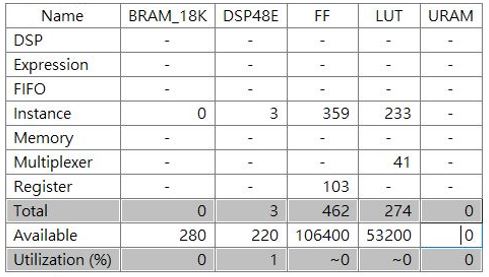 Name BRAM_18K DSP48E FF LUT URAM
DSP - - - - -
Expression - - - - -
FIFO - - - - -
Instance 0 3 359 233 -
Memory - - - - -
Multiplexer - - - 41 -
Register - - 103 - -
Total 0 3 462 274 0
Available 280 220 106400 53200 0
Utilization (%) 0 1 ~0 ~0 0